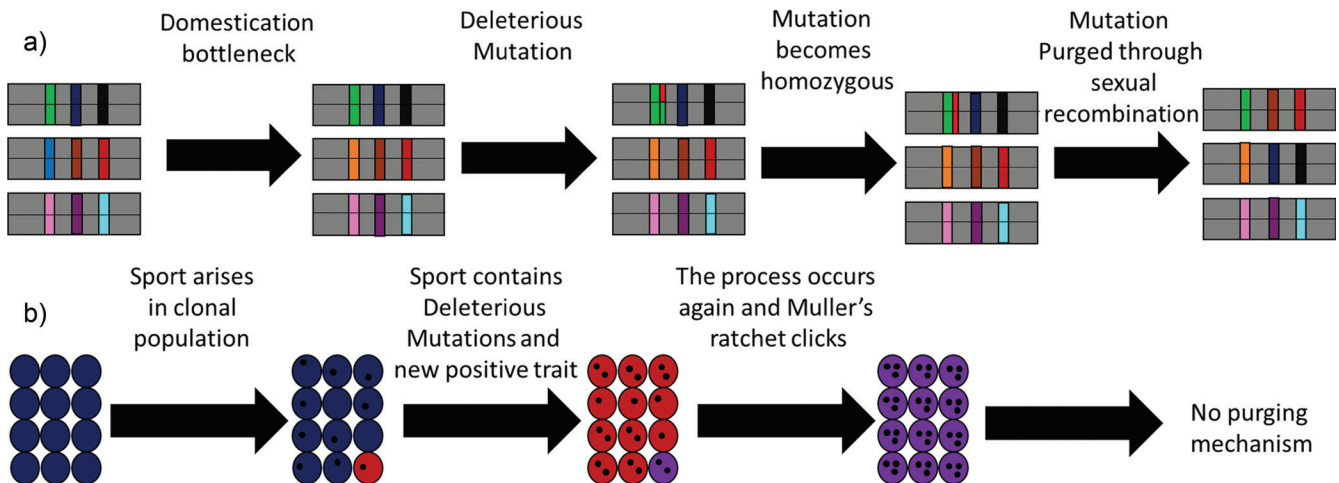 a)
Domestication
bottleneck
Deleterious
Mutation
Mutation
becomes
homozygous
Mutation
Purged through
sexual
recombination
b)
Sport arises
in clonal
population
Sport contains
Deleterious
Mutations and
new positive trait
The process occurs
again and Muller’s
ratchet clicks
No purging
mechanism